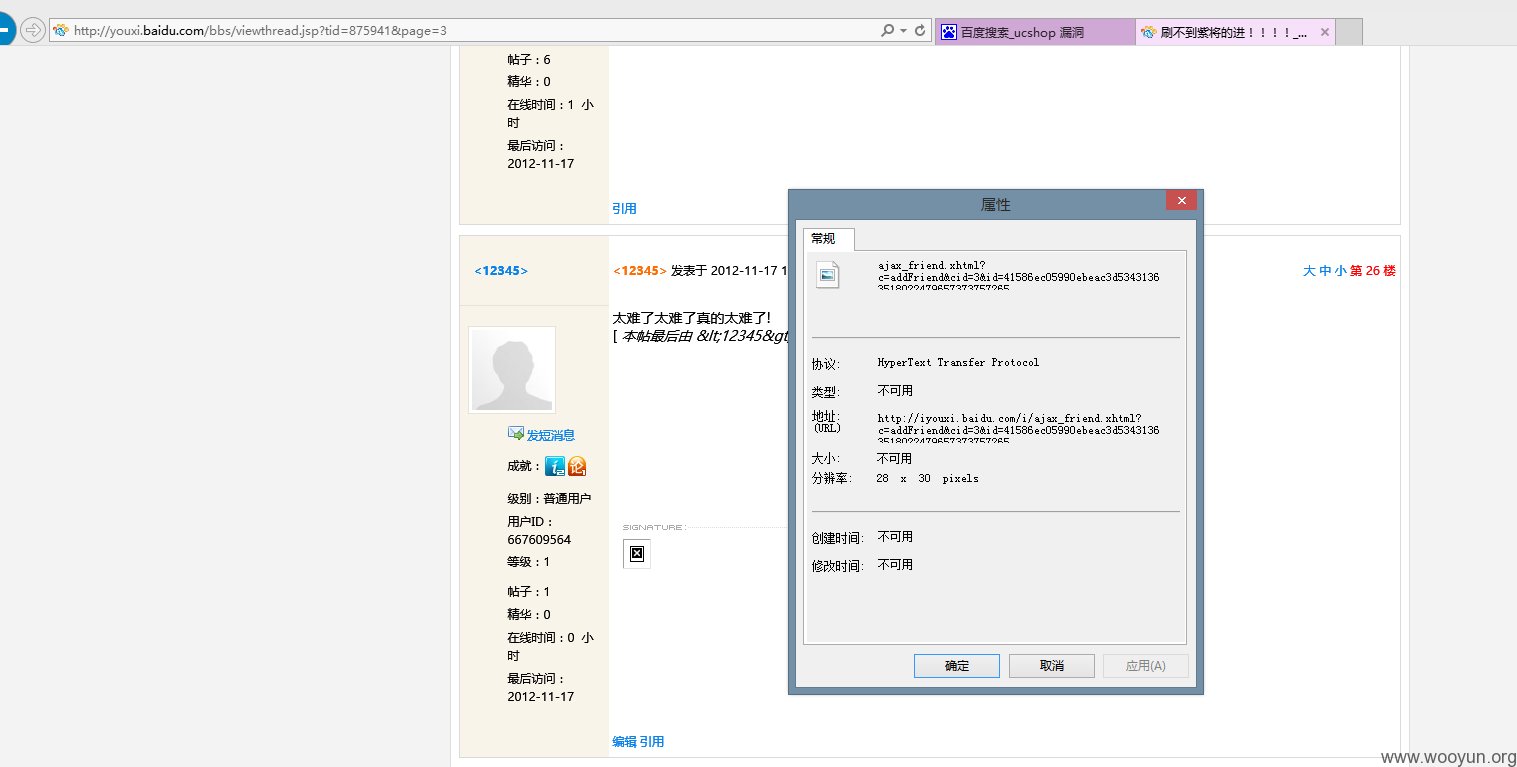 http://youxi.baidu.com/bbs/viewthread.jsp?tid=875941&page=3
百度搜索_ucshop 漏洞
刷不到紫将的进！！！！_...
帖子：6
精华：0
在线时间：1 小
时
最后访问：
2012-11-17
引用
<12345>
<12345> 发表于 2012-11-17 1
大 中 小 第 26 楼
太难了太难了真的太难了！
[ 本帖最后由 &lt;12345&gt;
发短消息
成就：
级别：普通用户
用户ID：
667609564
等级：1
帖子：1
精华：0
在线时间：0 小
时
最后访问：
2012-11-17
SIGNATURE:
编辑 引用
属性
常规
ajax_friend.xhtml?
c=addFriend&cid=3&id=41586ec05990ebeac3d5343136
351802247965737375​7265
协议:
HyperText Transfer Protocol
类型:
不可用
地址:
(URL)
http://iyouxi.baidu.com/i/ajax_friend.xhtml?
c=addFriend&cid=3&id=41586ec05990ebeac3d5343136
大小:
不可用
分辨率:
28 x 30 pixels
创建时间:
不可用
修改时间:
不可用
确定
取消
应用(A)
www.wooyun.org